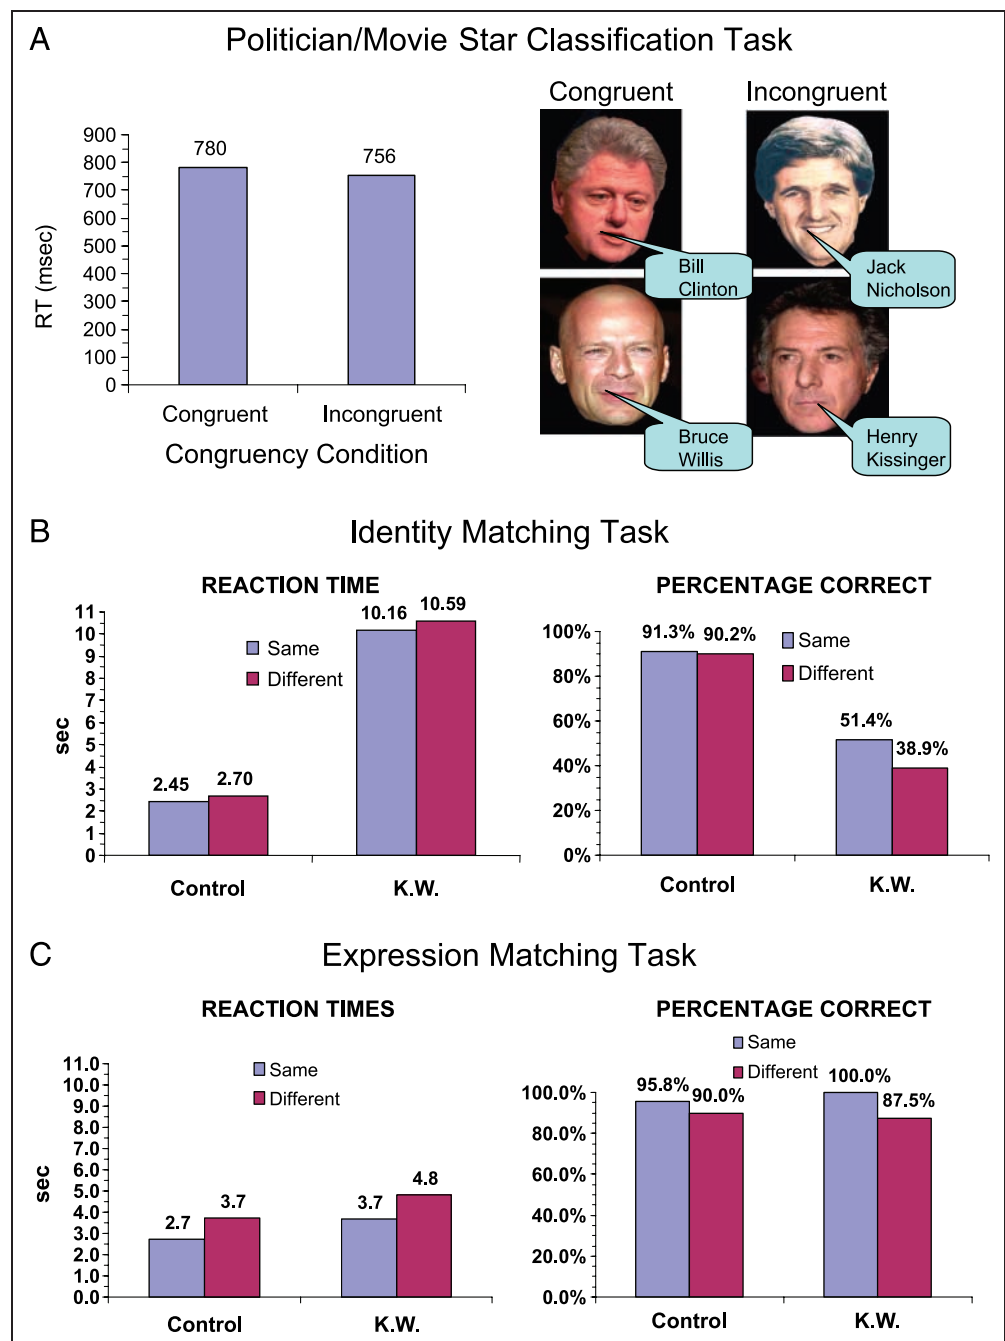 A
Politician/Movie Star Classification Task
Congruent
Incongruent
900
800
700
600
500
400
300
200
100
0
RT (msec)
780
756
Congruent
Incongruent
Congruency Condition
Bill
Clinton
Jack
Nicholson
Bruce
Willis
Henry
Kissinger
B
Identity Matching Task
REACTION TIME
11
10
9
8
7
6
5
4
3
2
1
0
sec
Same
Different
2.45
2.70
10.16
10.59
Control
K.W.
PERCENTAGE CORRECT
100%
80%
60%
40%
20%
0%
Same
Different
91.3%
90.2%
51.4%
38.9%
Control
K.W.
C
Expression Matching Task
REACTION TIMES
11.0
10.0
9.0
8.0
7.0
6.0
5.0
4.0
3.0
2.0
1.0
0.0
sec
Same
Different
2.7
3.7
3.7
4.8
Control
K.W.
PERCENTAGE CORRECT
Same
Different
100.0%
80.0%
60.0%
40.0%
20.0%
0.0%
95.8%
90.0%
100.0%
87.5%
Control
K.W.